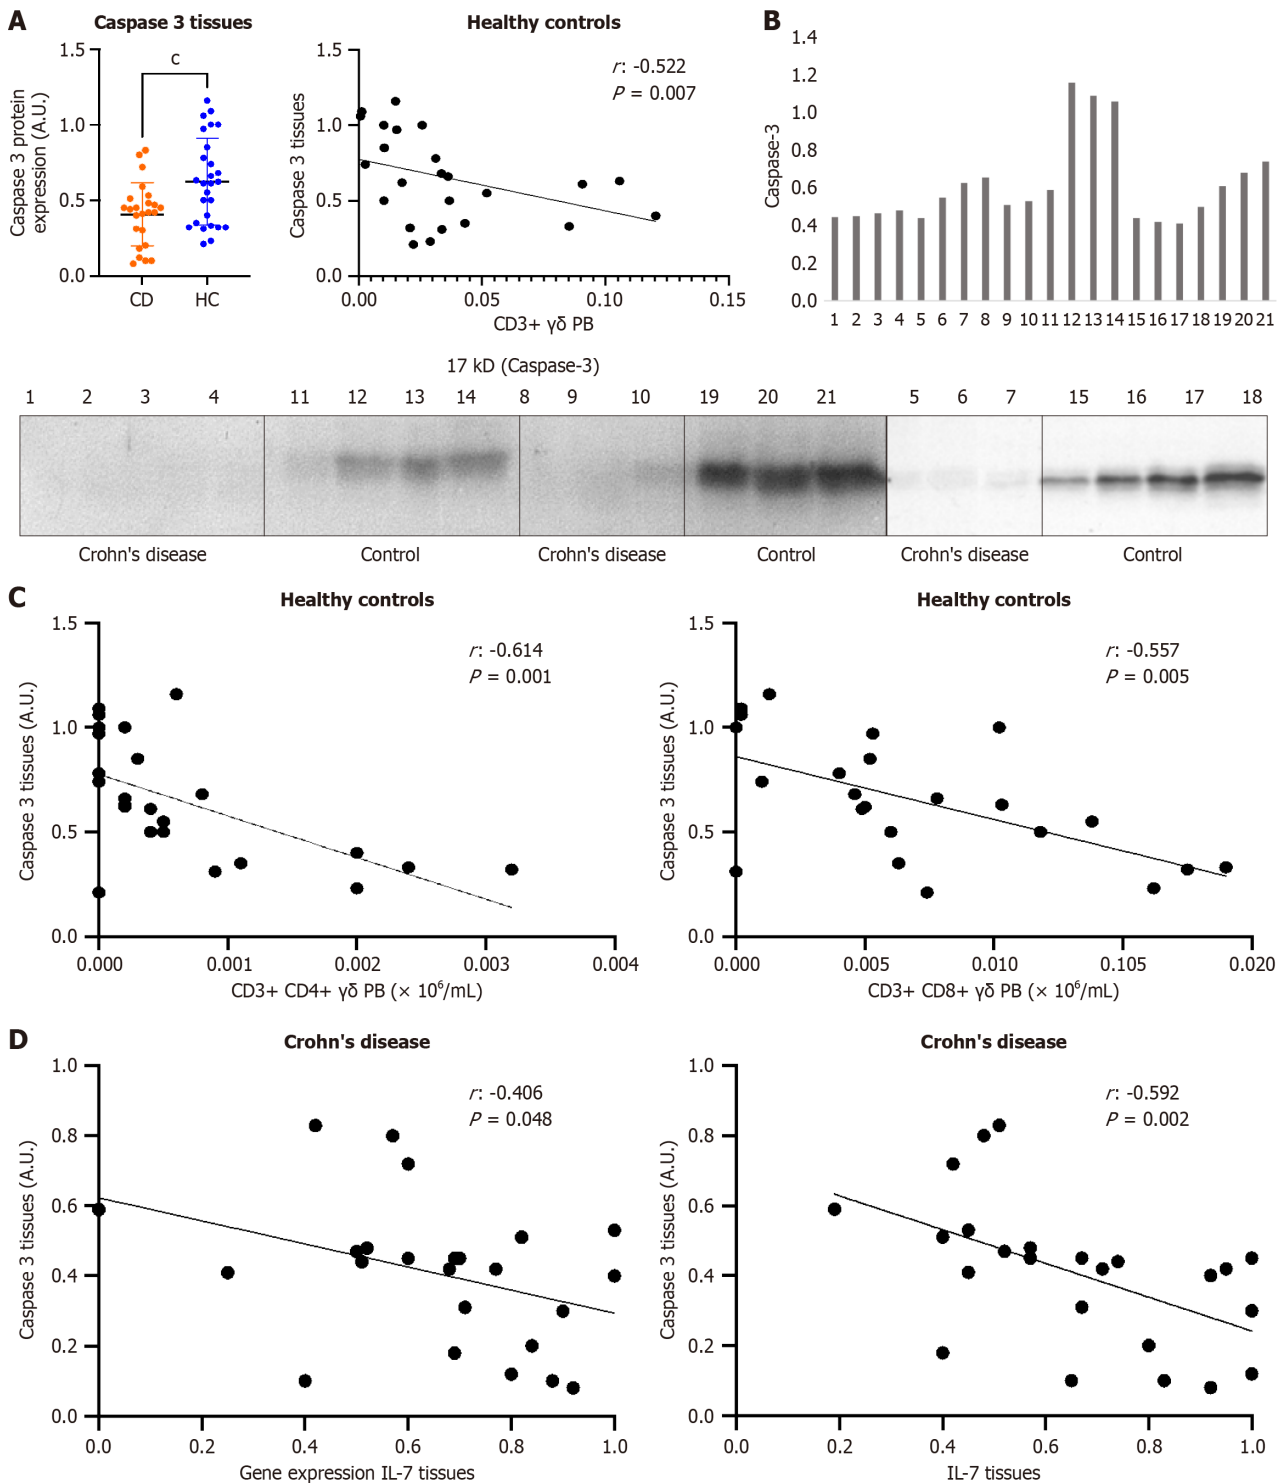 A
Caspase 3 tissues
1.5
1.0
0.5
0.0
Caspase 3 protein
expression (A.U.)
c
CD
HC
Healthy controls
r: -0.522
P = 0.007
1.5
1.0
0.5
0.0
Caspase 3 tissues
0.00
0.05
0.10
0.15
CD3+ γδ PB
B
1.4
1.2
1.0
0.8
0.6
0.4
0.2
0.0
Caspase-3
1 2 3 4 5 6 7 8 9 10 11 12 13 14 15 16 17 18 19 20 21
17 kD (Caspase-3)
1 2 3 4 11 12 13 14 8 9 10 19 20 21 5 6 7 15 16 17 18
Crohn's disease
Control
Crohn's disease
Control
Crohn's disease
Control
C
Healthy controls
r: -0.614
P = 0.001
1.5
1.0
0.5
0.0
Caspase 3 tissues (A.U.)
0.000
0.001
0.002
0.003
0.004
CD3+ CD4+ γδ PB (× 10⁶/mL)
Healthy controls
r: -0.557
P = 0.005
1.5
1.0
0.5
0.0
Caspase 3 tissues (A.U.)
0.000
0.005
0.010
0.105
0.020
CD3+ CD8+ γδ PB (× 10⁶/mL)
D
Crohn's disease
r: -0.406
P = 0.048
1.0
0.8
0.6
0.4
0.2
0.0
Caspase 3 tissues (A.U.)
0.0
0.2
0.4
0.6
0.8
1.0
Gene expression IL-7 tissues
Crohn's disease
r: -0.592
P = 0.002
1.0
0.8
0.6
0.4
0.2
0.0
Caspase 3 tissues (A.U.)
0.0
0.2
0.4
0.6
0.8
1.0
IL-7 tissues